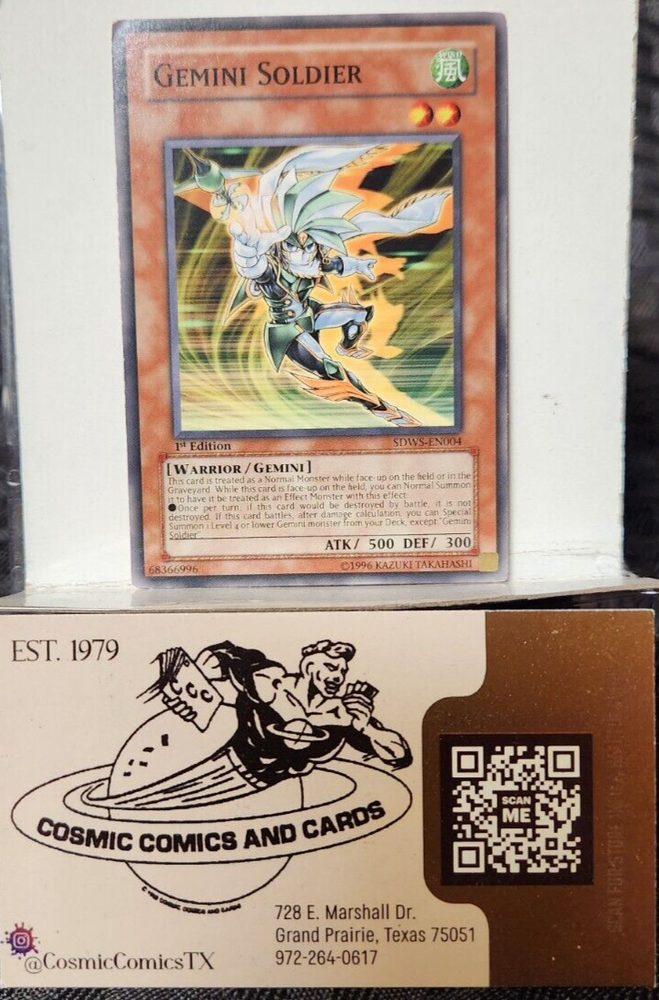 GEMINI SOLDIER
風
1st Edition
SDWS-EN004
[WARRIOR/GEMINI]
This card is treated as a Normal Monster while face-up on the field or in the
Graveyard. While this card is face-up on the field, you can Normal Summon
it to have it be treated as an Effect Monster with this effect.
●Once per turn, if this card would be destroyed by battle, it is not
destroyed. If this card battles, after damage calculation, you can Special
Summon 1 Level 4 or lower Gemini monster from your Deck, except "Gemini
Soldier".
ATK/ 500 DEF/ 300
68366996
©1996 KAZUKI TAKAHASHI
EST. 1979
COSMIC COMICS AND CARDS
SCAN
ME
728 E. Marshall Dr.
Grand Prairie, Texas 75051
972-264-0617
@CosmicComicsTX